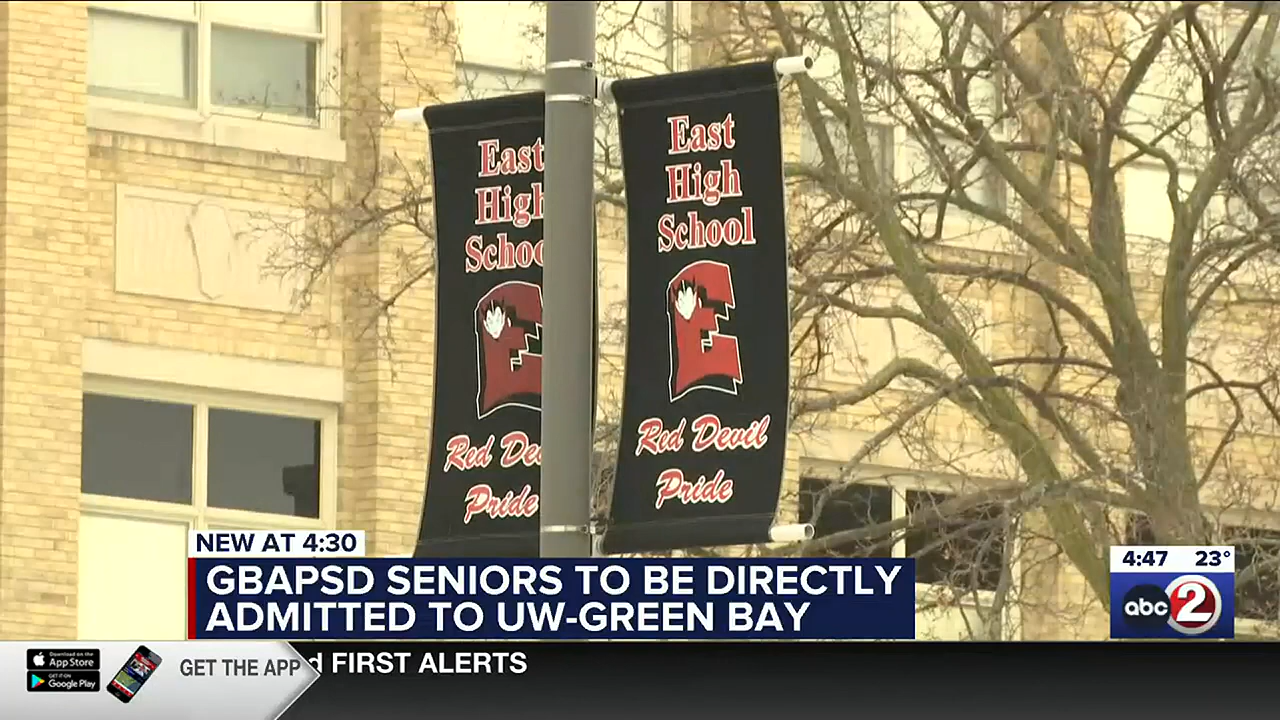 East
High
School
Red
Pride
East
High
School
E
Red Devil
Pride
NEW AT 4:30
GBAPSD SENIORS TO BE DIRECTLY
ADMITTED TO UW-GREEN BAY
4:47 23°
abc 2
Download on the
App Store
GET IT ON
Google Play
GET THE APP
d FIRST ALERTS